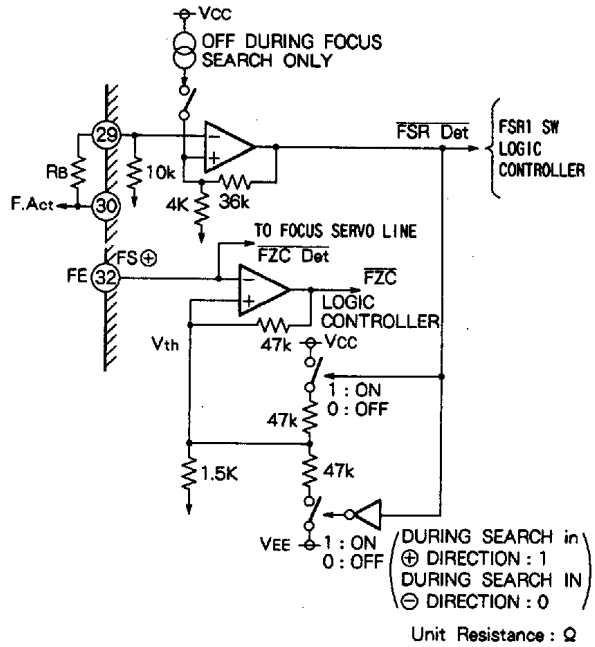 VCC
OFF DURING FOCUS
SEARCH ONLY
29
FSR Det
FSR1 SW
LOGIC
CONTROLLER
RB
10k
36k
4K
F.Act
30
TO FOCUS SERVO LINE
FZC Det
FS⊕
FE
32
FZC
LOGIC
CONTROLLER
Vth
47k
VCC
1 : ON
0 : OFF
47k
1.5K
47k
VEE
1 : ON
0 : OFF
DURING SEARCH in
⊕ DIRECTION : 1
DURING SEARCH IN
⊖ DIRECTION : 0
Unit Resistance : Ω